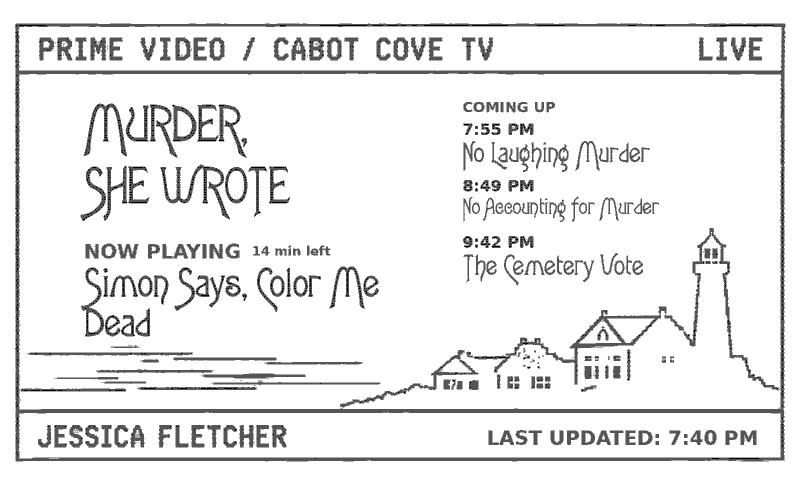 PRIME VIDEO / CABOT COVE TV
LIVE
MURDER,
SHE WROTE
NOW PLAYING 14 min left
Simon Says, Color Me
Dead
COMING UP
7:55 PM
No Laughing Murder
8:49 PM
No Accounting for Murder
9:42 PM
The Cemetery Vote
JESSICA FLETCHER
LAST UPDATED: 7:40 PM